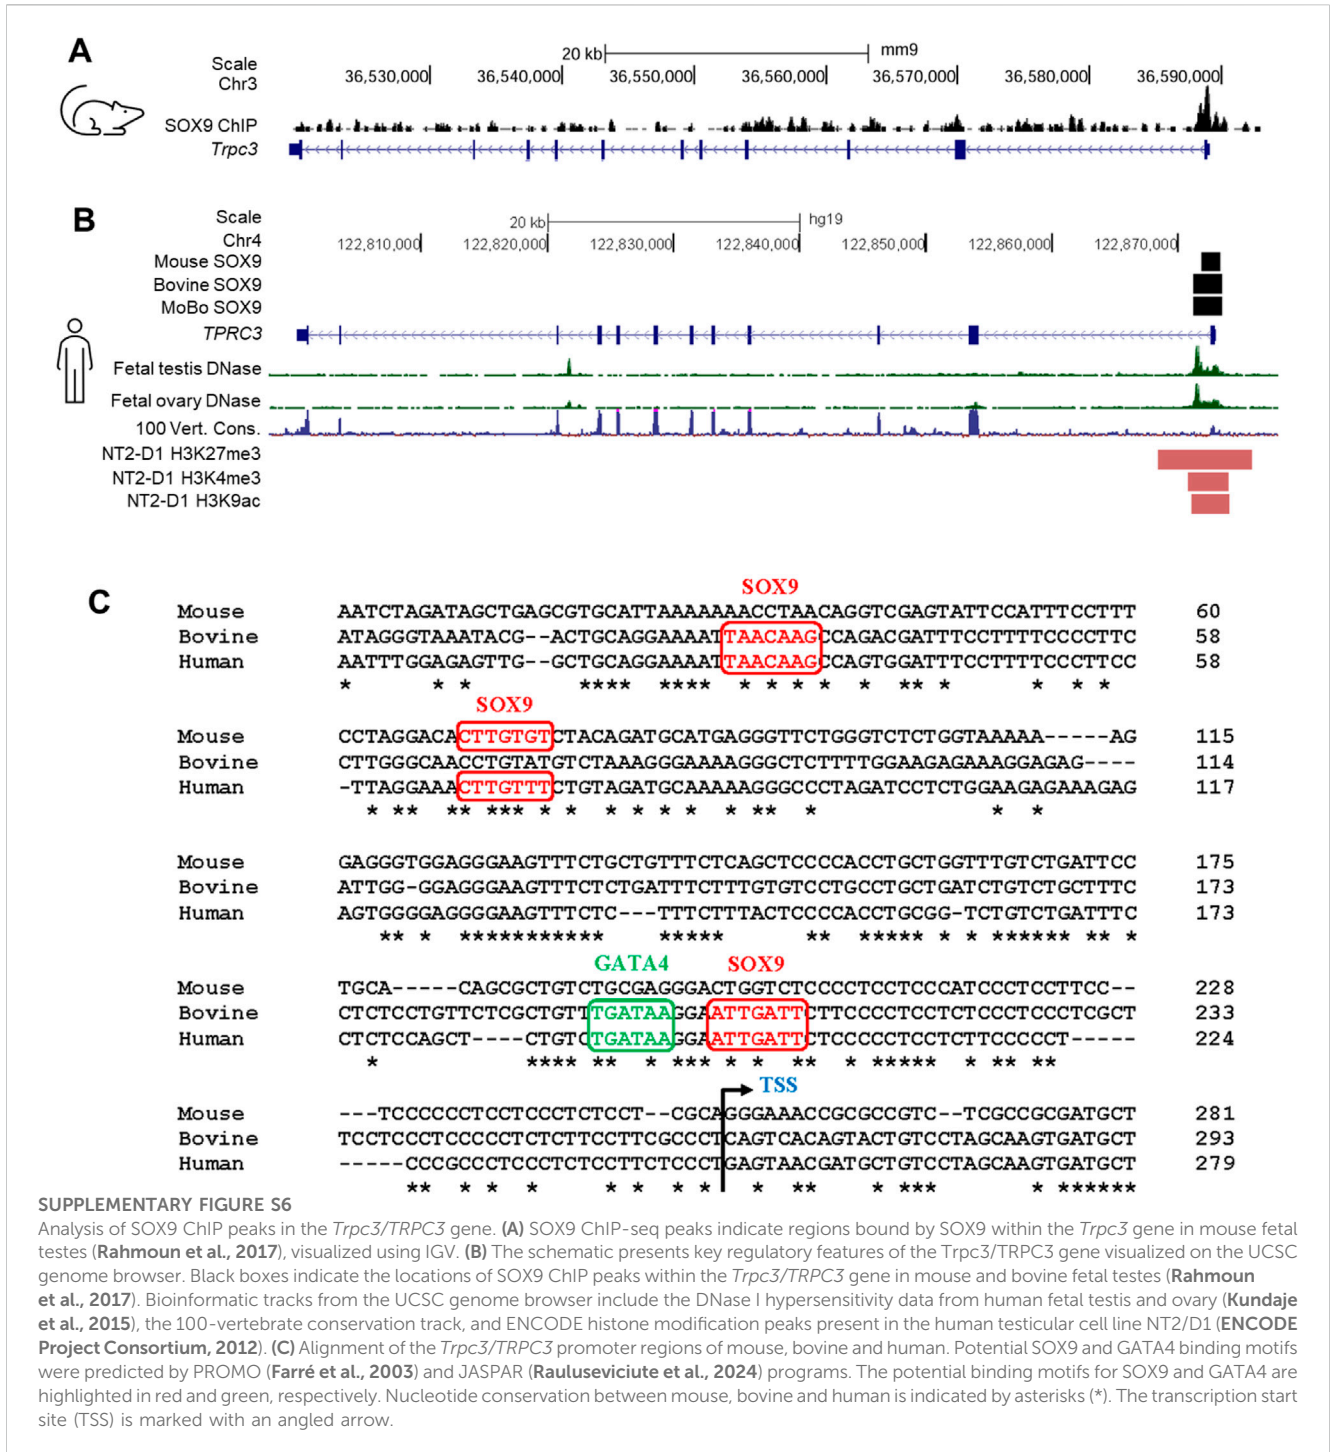 A
Scale
20 kb
mm9
Chr3
36,530,000
36,540,000
36,550,000
36,560,000
36,570,000
36,580,000
36,590,000
SOX9 ChIP
Trpc3
B
Scale
20 kb
hg19
Chr4
122,810,000
122,820,000
122,830,000
122,840,000
122,850,000
122,860,000
122,870,000
Mouse SOX9
Bovine SOX9
MoBo SOX9
TPRC3
Fetal testis DNase
Fetal ovary DNase
100 Vert. Cons.
NT2-D1 H3K27me3
NT2-D1 H3K4me3
NT2-D1 H3K9ac
C
SOX9
Mouse AATCTAGATAGCTGAGCGTGCATTAAAAAAACCTAACAGGTCGAGTATTCCATTTCCTTT 60
Bovine ATAGGGTAAATACG--ACTGCAGGAAAATTAACAAGCCAGACGATTTCCTTTTCCCCTTC 58
Human AATTTGGAGAGTTG--GCTGCAGGAAAATTAACAAGCCAGTGGATTTCCTTTTCCCTTCC 58
* * * **** **** * * * * * ** * * * *
SOX9
Mouse CCTAGGACACTTGTGTCTACAGATGCATGAGGGTTCTGGGTCTCTGGTAAAAA-----AG 115
Bovine CTTGGGCAACCTGTATGTCTAAAGGGAAAAGGGCTCTTTTGGAAGAGAAAGGAGAG---- 114
Human -TTAGGAAACTTGTTTCTGTAGATGCAAAAAGGGCCCTAGATCCTCTGGAAGAGAAAGAG 117
* ** ** *** * * * * * ** * * *
Mouse GAGGGTGGAGGGAAGTTTCTGCTGTTTCTCAGCTCCCCACCTGCTGGTTTGTCTGATTCC 175
Bovine ATTGG-GGAGGGAAGTTTCTCTGATTTCTTTGTGTCCTGCCTGCTGATCTGTCTGCTTTC 173
Human AGTGGGGAGGGGAAGTTTCTC---TTTCTTTACTCCCCACCTGCGG-TCTGTCTGATTTC 173
** * *********** ***** ** ***** * * ****** ** *
GATA4 SOX9
Mouse TGCA-----CAGCGCTGTCTGCGAGGGACTGGTCTCCCCTCCTCCCATCCCTCCTTCC-- 228
Bovine CTCTCCTGTTCTCGCTGTTTGATAAGGAATTGATTCTTCCCCTCCTCTCCCTCCCTCGCT 233
Human CTCTCCAGCT----CTGTCTGATAAGGAATTGATTCTCCCCCTCCTCTTCCCCCT----- 224
* **** ** * ** * * ** * **** * ** **
TSS
Mouse ---TCCCCCCTCCTCCCTCTCCT--CGCAGGGAAACCGCGCCGTC--TCGCCGCGATGCT 281
Bovine TCCTCCCTCCCCCTCTCTTCCTTCGCCCTCAGTCACAGTACTGTCCTAGCAAGTGATGCT 293
Human -----CCCGCCCTCCCTCTCCTTCTCCCTGAGTAACGATGCTGTCCTAGCAAGTGATGCT 279
** * * * * * * * * ** * *** * ******
SUPPLEMENTARY FIGURE S6
Analysis of SOX9 ChIP peaks in the Trpc3/TRPC3 gene. (A) SOX9 ChIP-seq peaks indicate regions bound by SOX9 within the Trpc3 gene in mouse fetal
testes (Rahmoun et al., 2017), visualized using IGV. (B) The schematic presents key regulatory features of the Trpc3/TRPC3 gene visualized on the UCSC
genome browser. Black boxes indicate the locations of SOX9 ChIP peaks within the Trpc3/TRPC3 gene in mouse and bovine fetal testes (Rahmoun
et al., 2017). Bioinformatic tracks from the UCSC genome browser include the DNase I hypersensitivity data from human fetal testis and ovary (Kundaje
et al., 2015), the 100-vertebrate conservation track, and ENCODE histone modification peaks present in the human testicular cell line NT2/D1 (ENCODE
Project Consortium, 2012). (C) Alignment of the Trpc3/TRPC3 promoter regions of mouse, bovine and human. Potential SOX9 and GATA4 binding motifs
were predicted by PROMO (Farré et al., 2003) and JASPAR (Rauluseviciute et al., 2024) programs. The potential binding motifs for SOX9 and GATA4 are
highlighted in red and green, respectively. Nucleotide conservation between mouse, bovine and human is indicated by asterisks (*). The transcription start
site (TSS) is marked with an angled arrow.